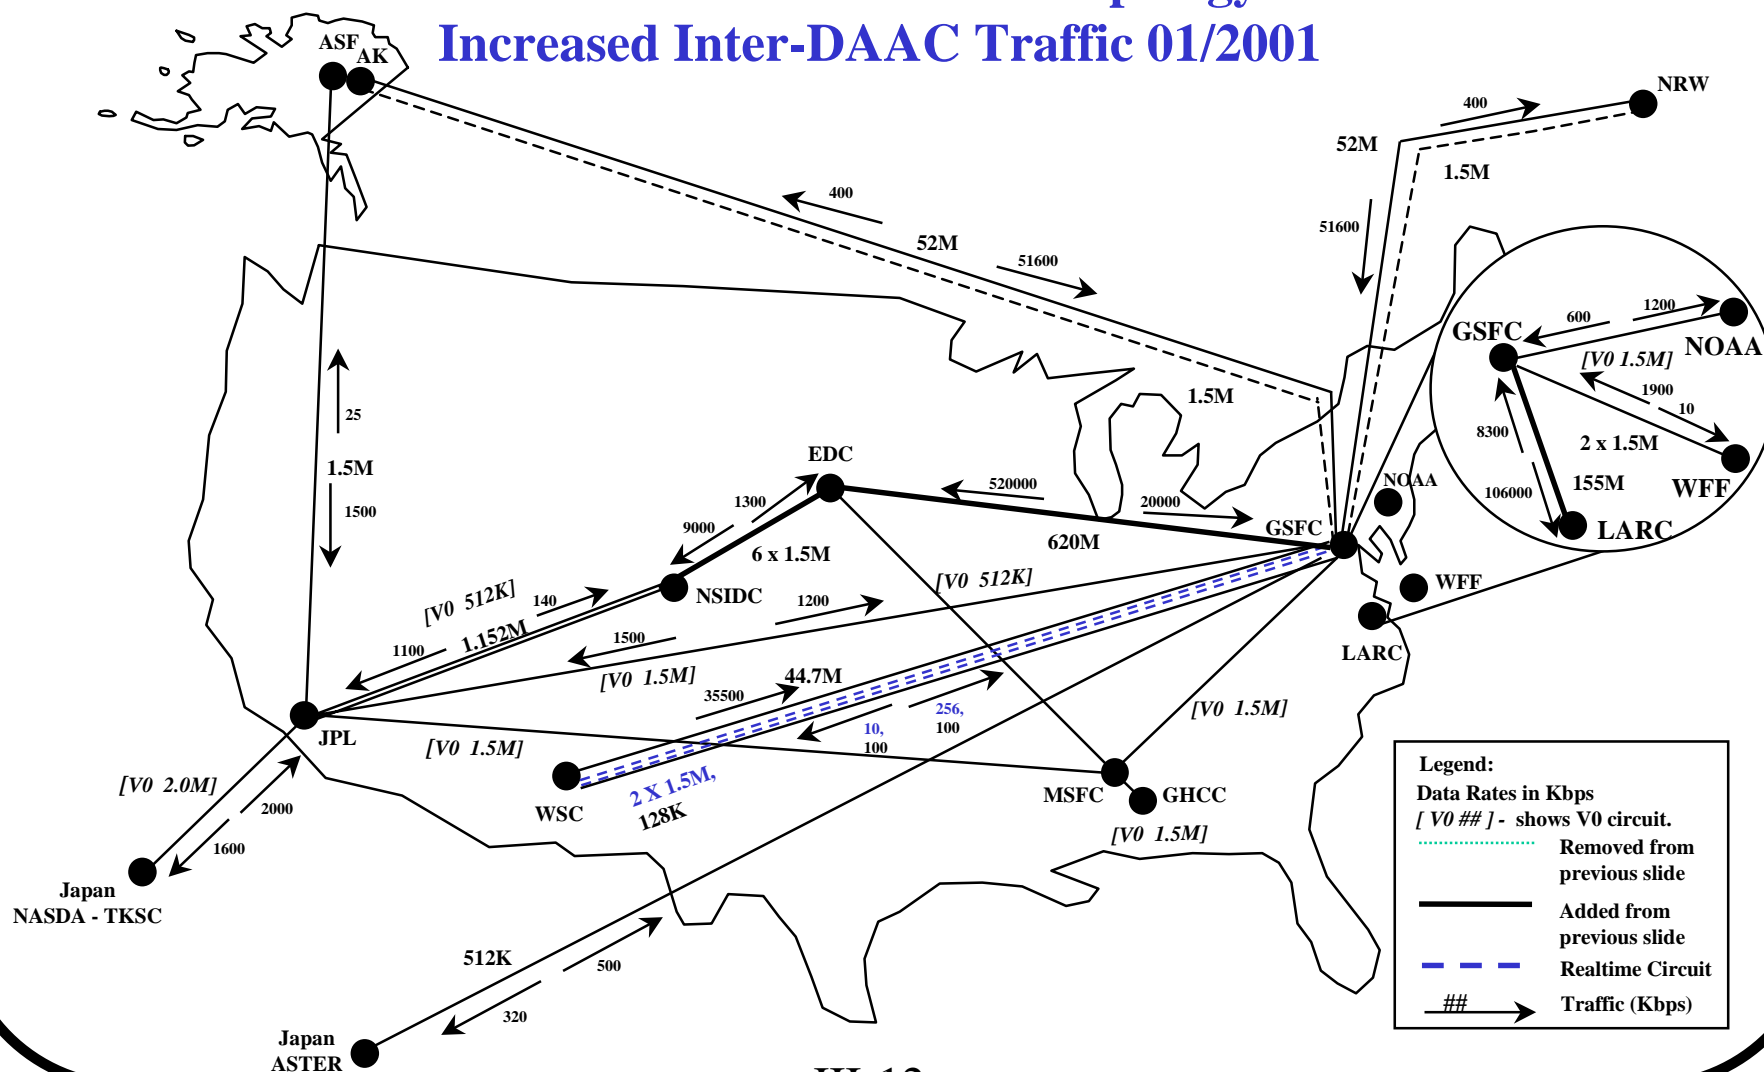 Increased Inter-DAAC Traffic 01/2001
ASF
AK
NRW
400
52M
1.5M
51600
400
52M
51600
1.5M
GSFC
600
1200
NOAA
[V0 1.5M]
1900
10
8300
2 x 1.5M
WFF
106000
155M
LARC
25
1.5M
1500
EDC
1300
9000
6 x 1.5M
NSIDC
520000
20000
620M
GSFC
NOAA
WFF
LARC
[V0 512K]
140
1.152M
1100
[V0 512K]
1200
1500
[V0 1.5M]
44.7M
35500
256,
100
10,
100
[V0 1.5M]
JPL
[V0 1.5M]
WSC
2 X 1.5M,
128K
MSFC
GHCC
[V0 1.5M]
[V0 2.0M]
2000
1600
Japan
NASDA - TKSC
512K
500
320
Japan
ASTER
Legend:
Data Rates in Kbps
[ V0 ## ] - shows V0 circuit.
Removed from
previous slide
Added from
previous slide
Realtime Circuit
##
Traffic (Kbps)